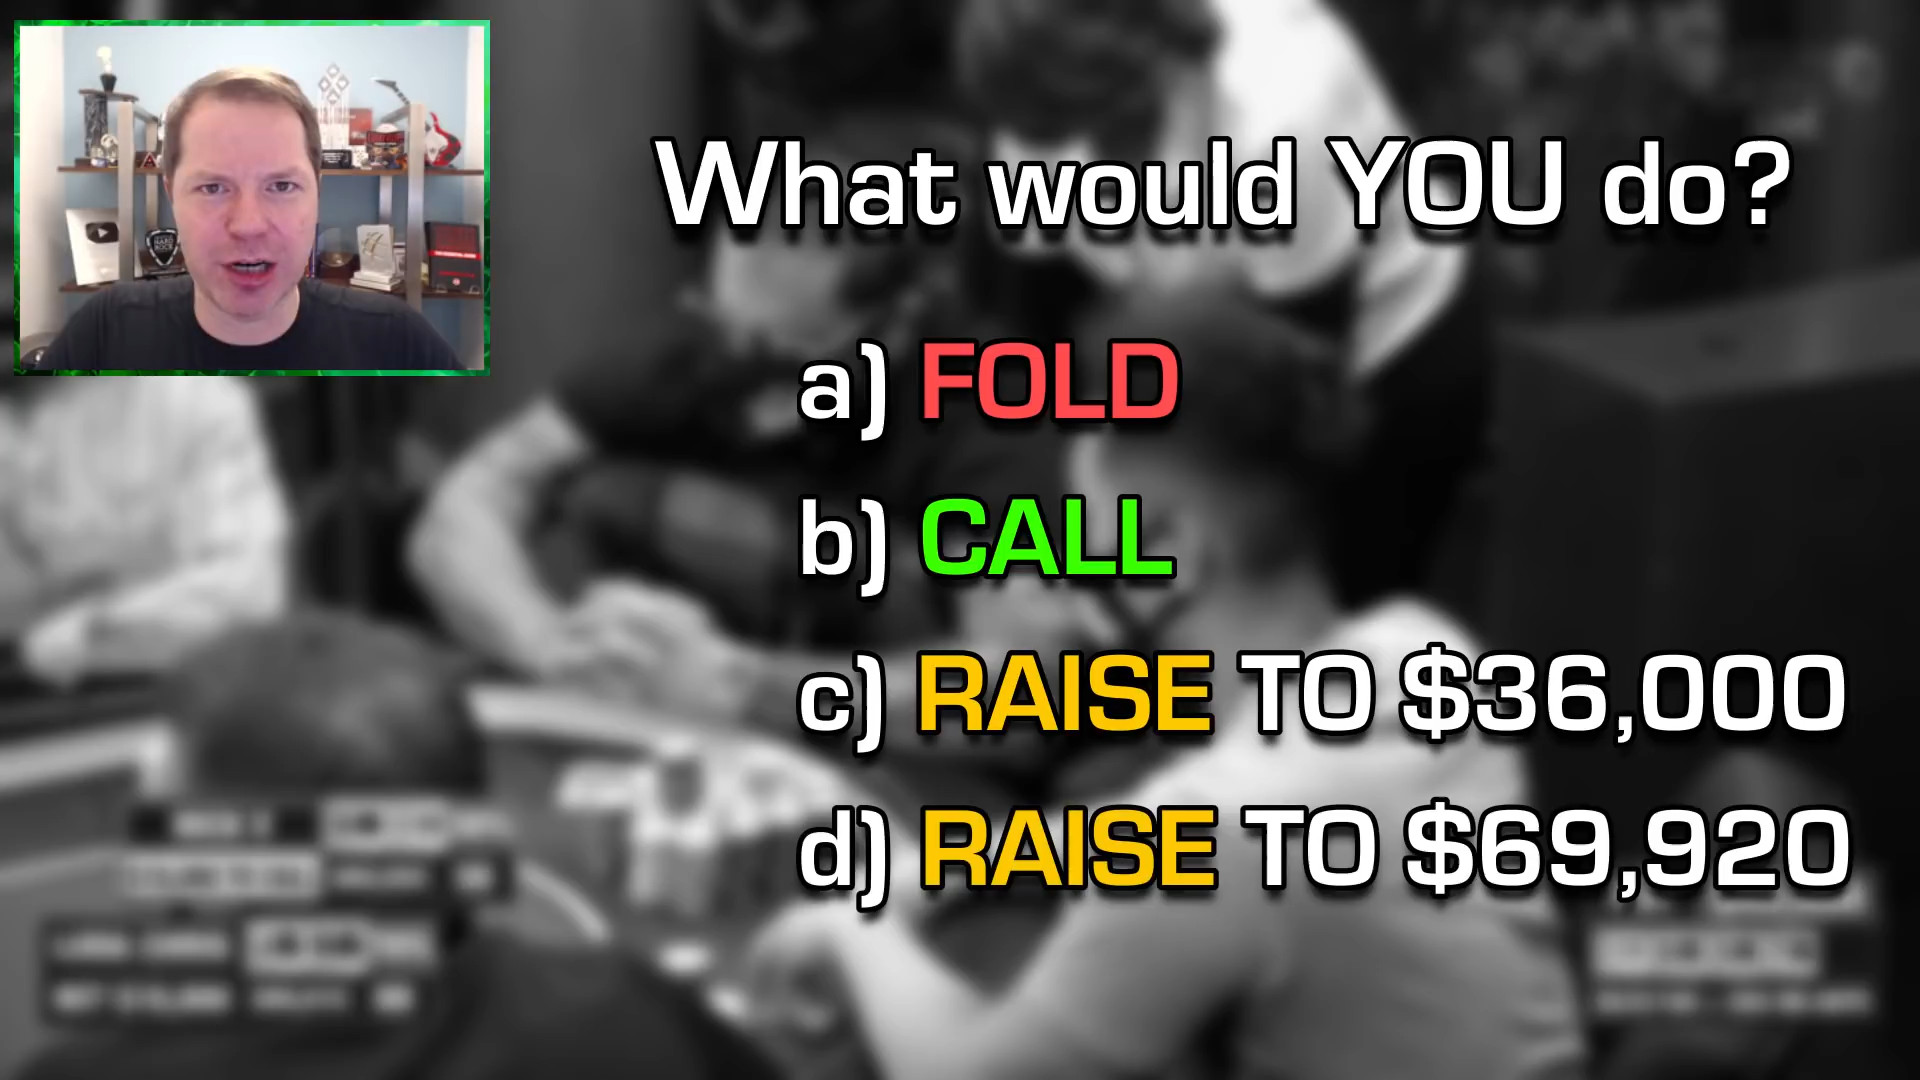 What would YOU do?
a) FOLD
b) CALL
c) RAISE TO $36,000
d) RAISE TO $69,920